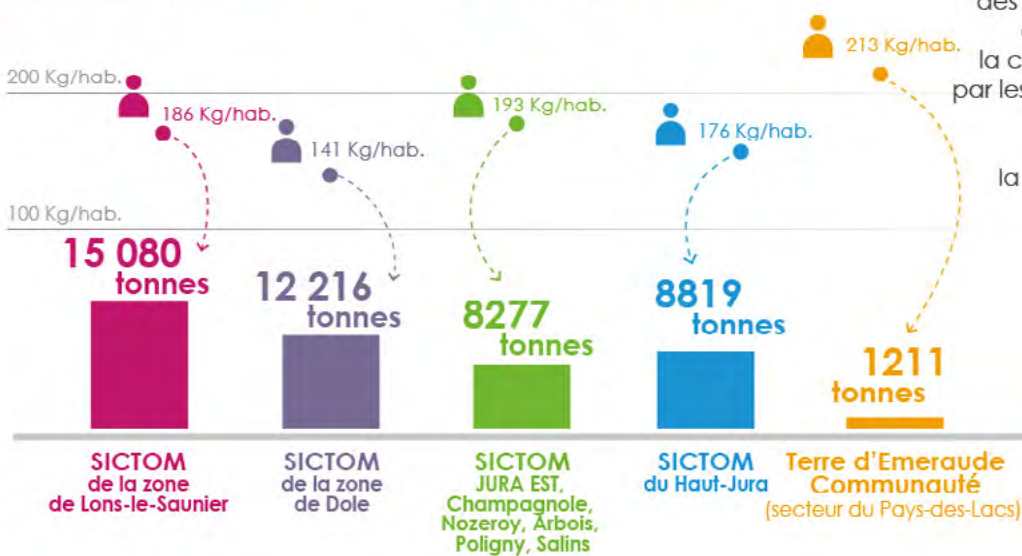 des
213 Kg/hab.
la c
par les
200 Kg/hab.
186 Kg/hab.
193 Kg/hab.
176 Kg/hab.
141 Kg/hab.
la
100 Kg/hab.
15 080
tonnes
12 216
tonnes
8277
tonnes
8819
tonnes
1211
tonnes
SICTOM
de la zone
de Lons-le-Saunier
SICTOM
de la zone
de Dole
SICTOM
JURA EST,
Champagnole,
Nozeroy, Arbois,
Poligny, Salins
SICTOM
du Haut-Jura
Terre d'Emeraude
Communauté
(secteur du Pays-des-Lacs)